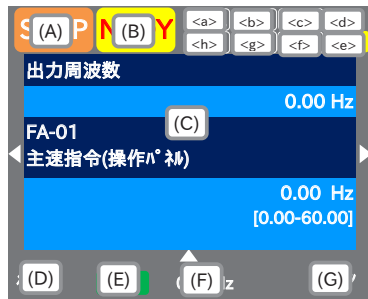 (A) (B) <a> <b> <c> <d>
<h> <g> <f> <e>
出力周波数
0.00 Hz
(C)
FA-01
主速指令(操作ﾊﾟﾈﾙ)
0.00 Hz
[0.00-60.00]
(D) (E) (F) (G)